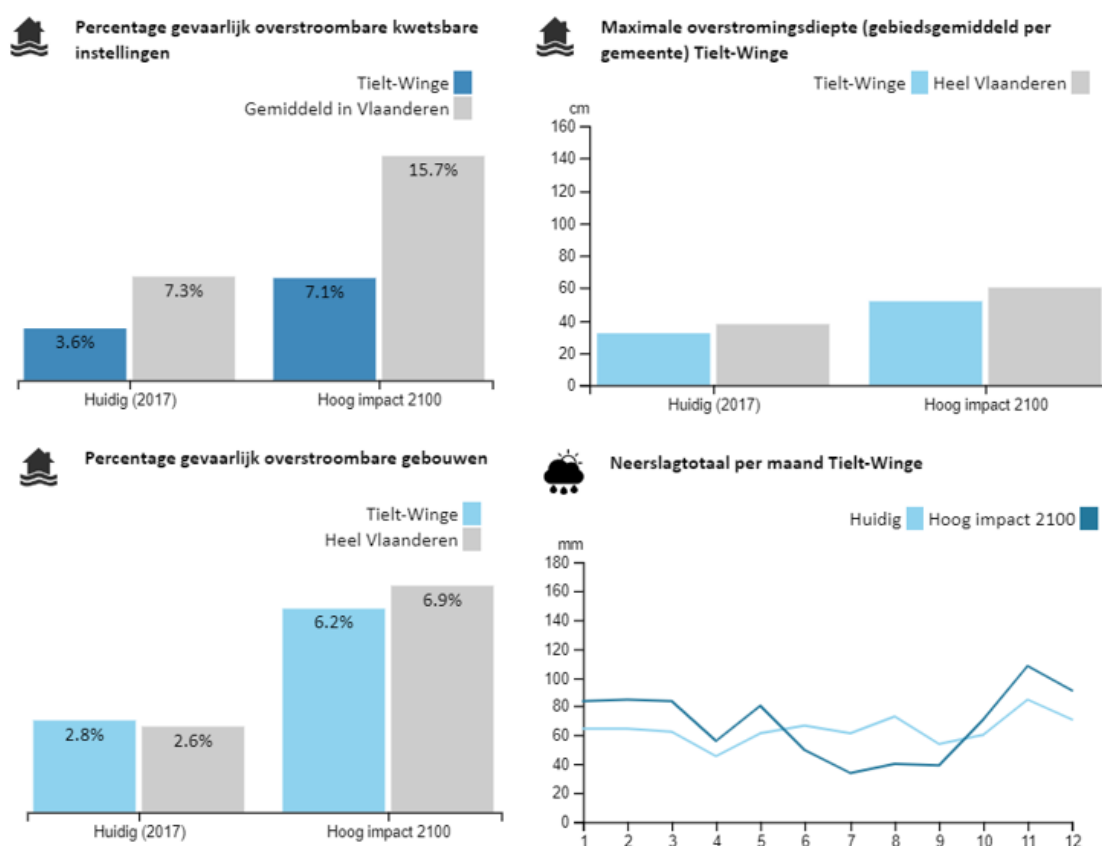 Percentage gevaarlijk overstroombare kwetsbare
instellingen
Tielt-Winge
Gemiddeld in Vlaanderen
3.6%
7.3%
7.1%
15.7%
Huidig (2017)
Hoog impact 2100
Maximale overstromingsdiepte (gebiedsgemiddeld per
gemeente) Tielt-Winge
Tielt-Winge Heel Vlaanderen
cm
160
140
120
100
80
60
40
20
0
Huidig (2017)
Hoog impact 2100
Percentage gevaarlijk overstroombare gebouwen
Tielt-Winge
Heel Vlaanderen
2.8%
2.6%
6.2%
6.9%
Huidig (2017)
Hoog impact 2100
Neerslagtotaal per maand Tielt-Winge
Huidig Hoog impact 2100
mm
180
160
140
120
100
80
60
40
20
0
1 2 3 4 5 6 7 8 9 10 11 12